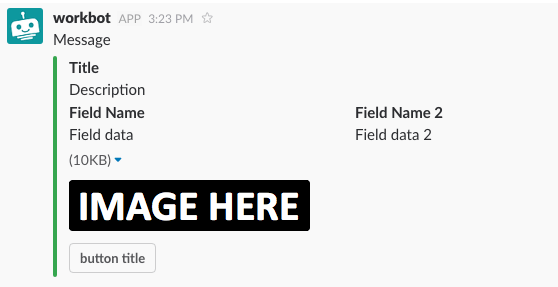 workbot APP 3:23 PM
Message
Title
Description
Field Name Field Name 2
Field data Field data 2
(10KB)
IMAGE HERE
button title